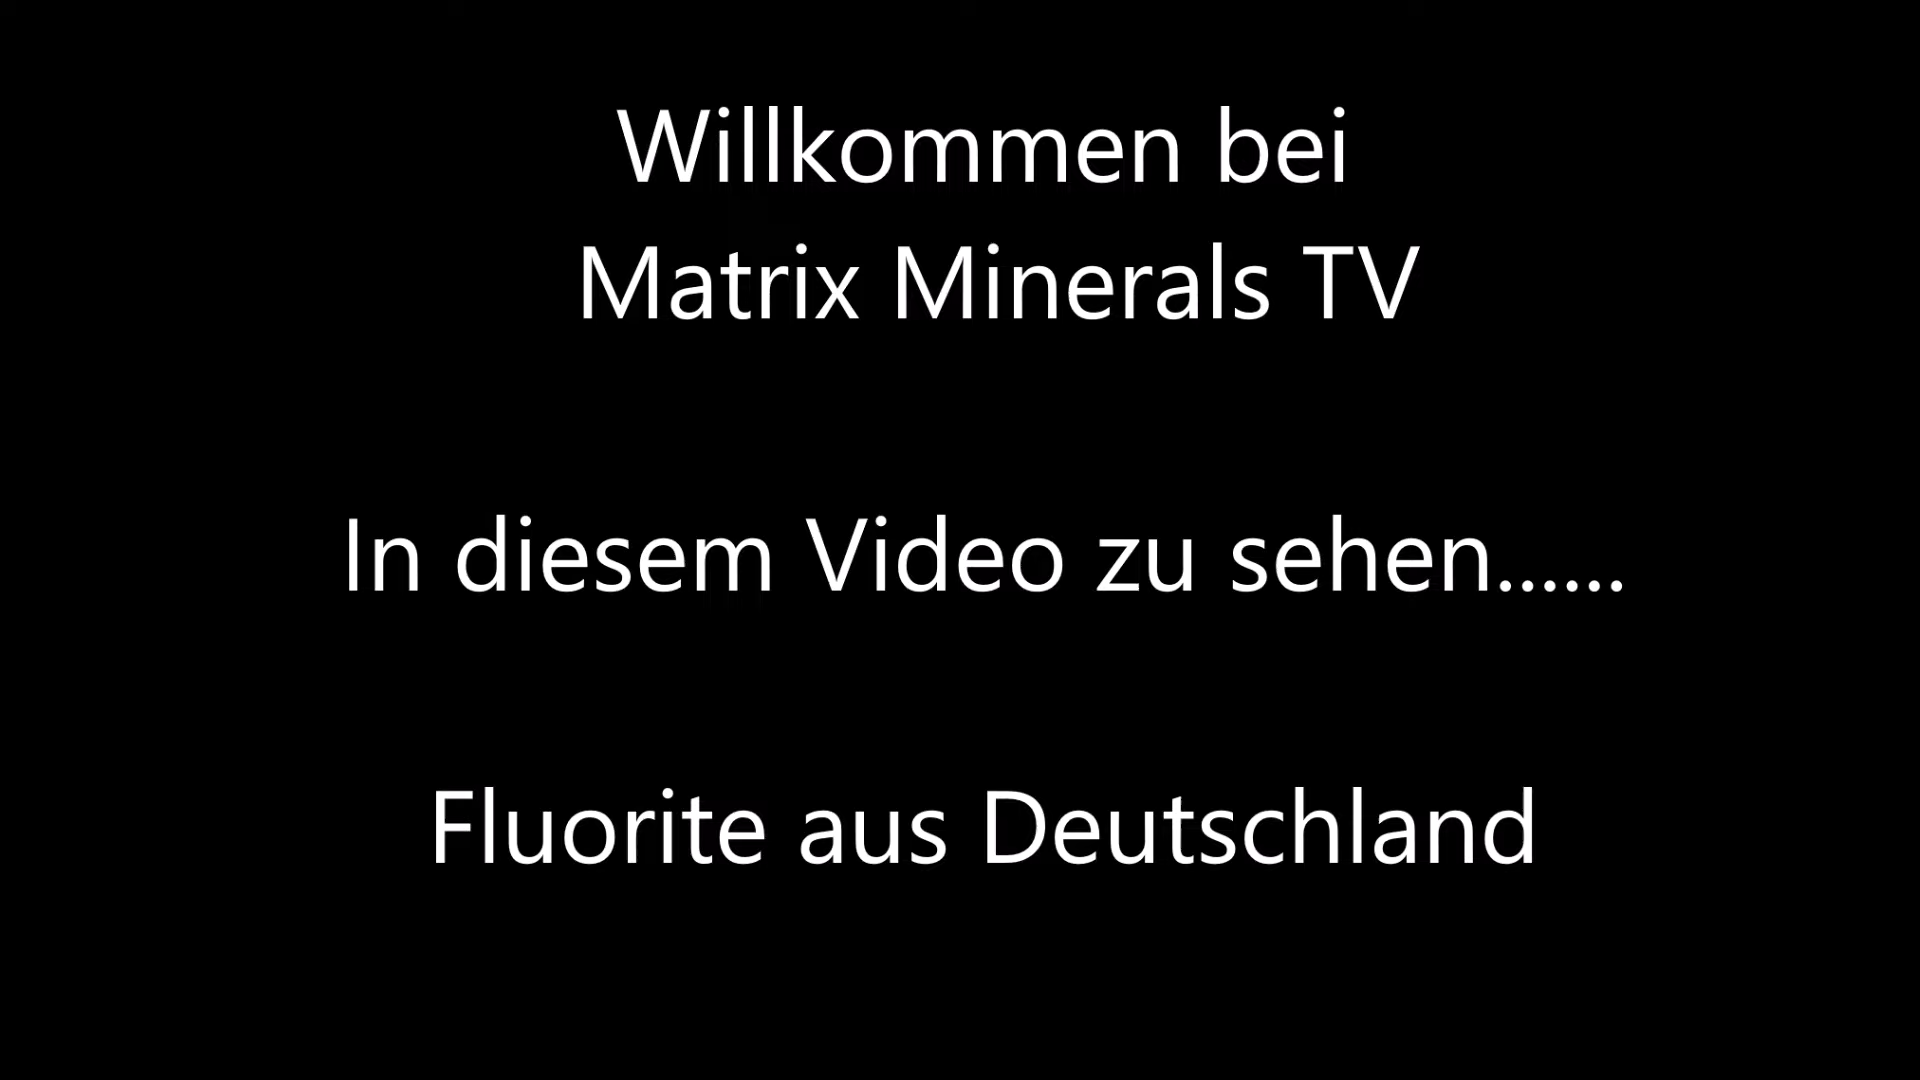 Willkommen bei
Matrix Minerals TV
In diesem Video zu sehen......
Fluorite aus Deutschland